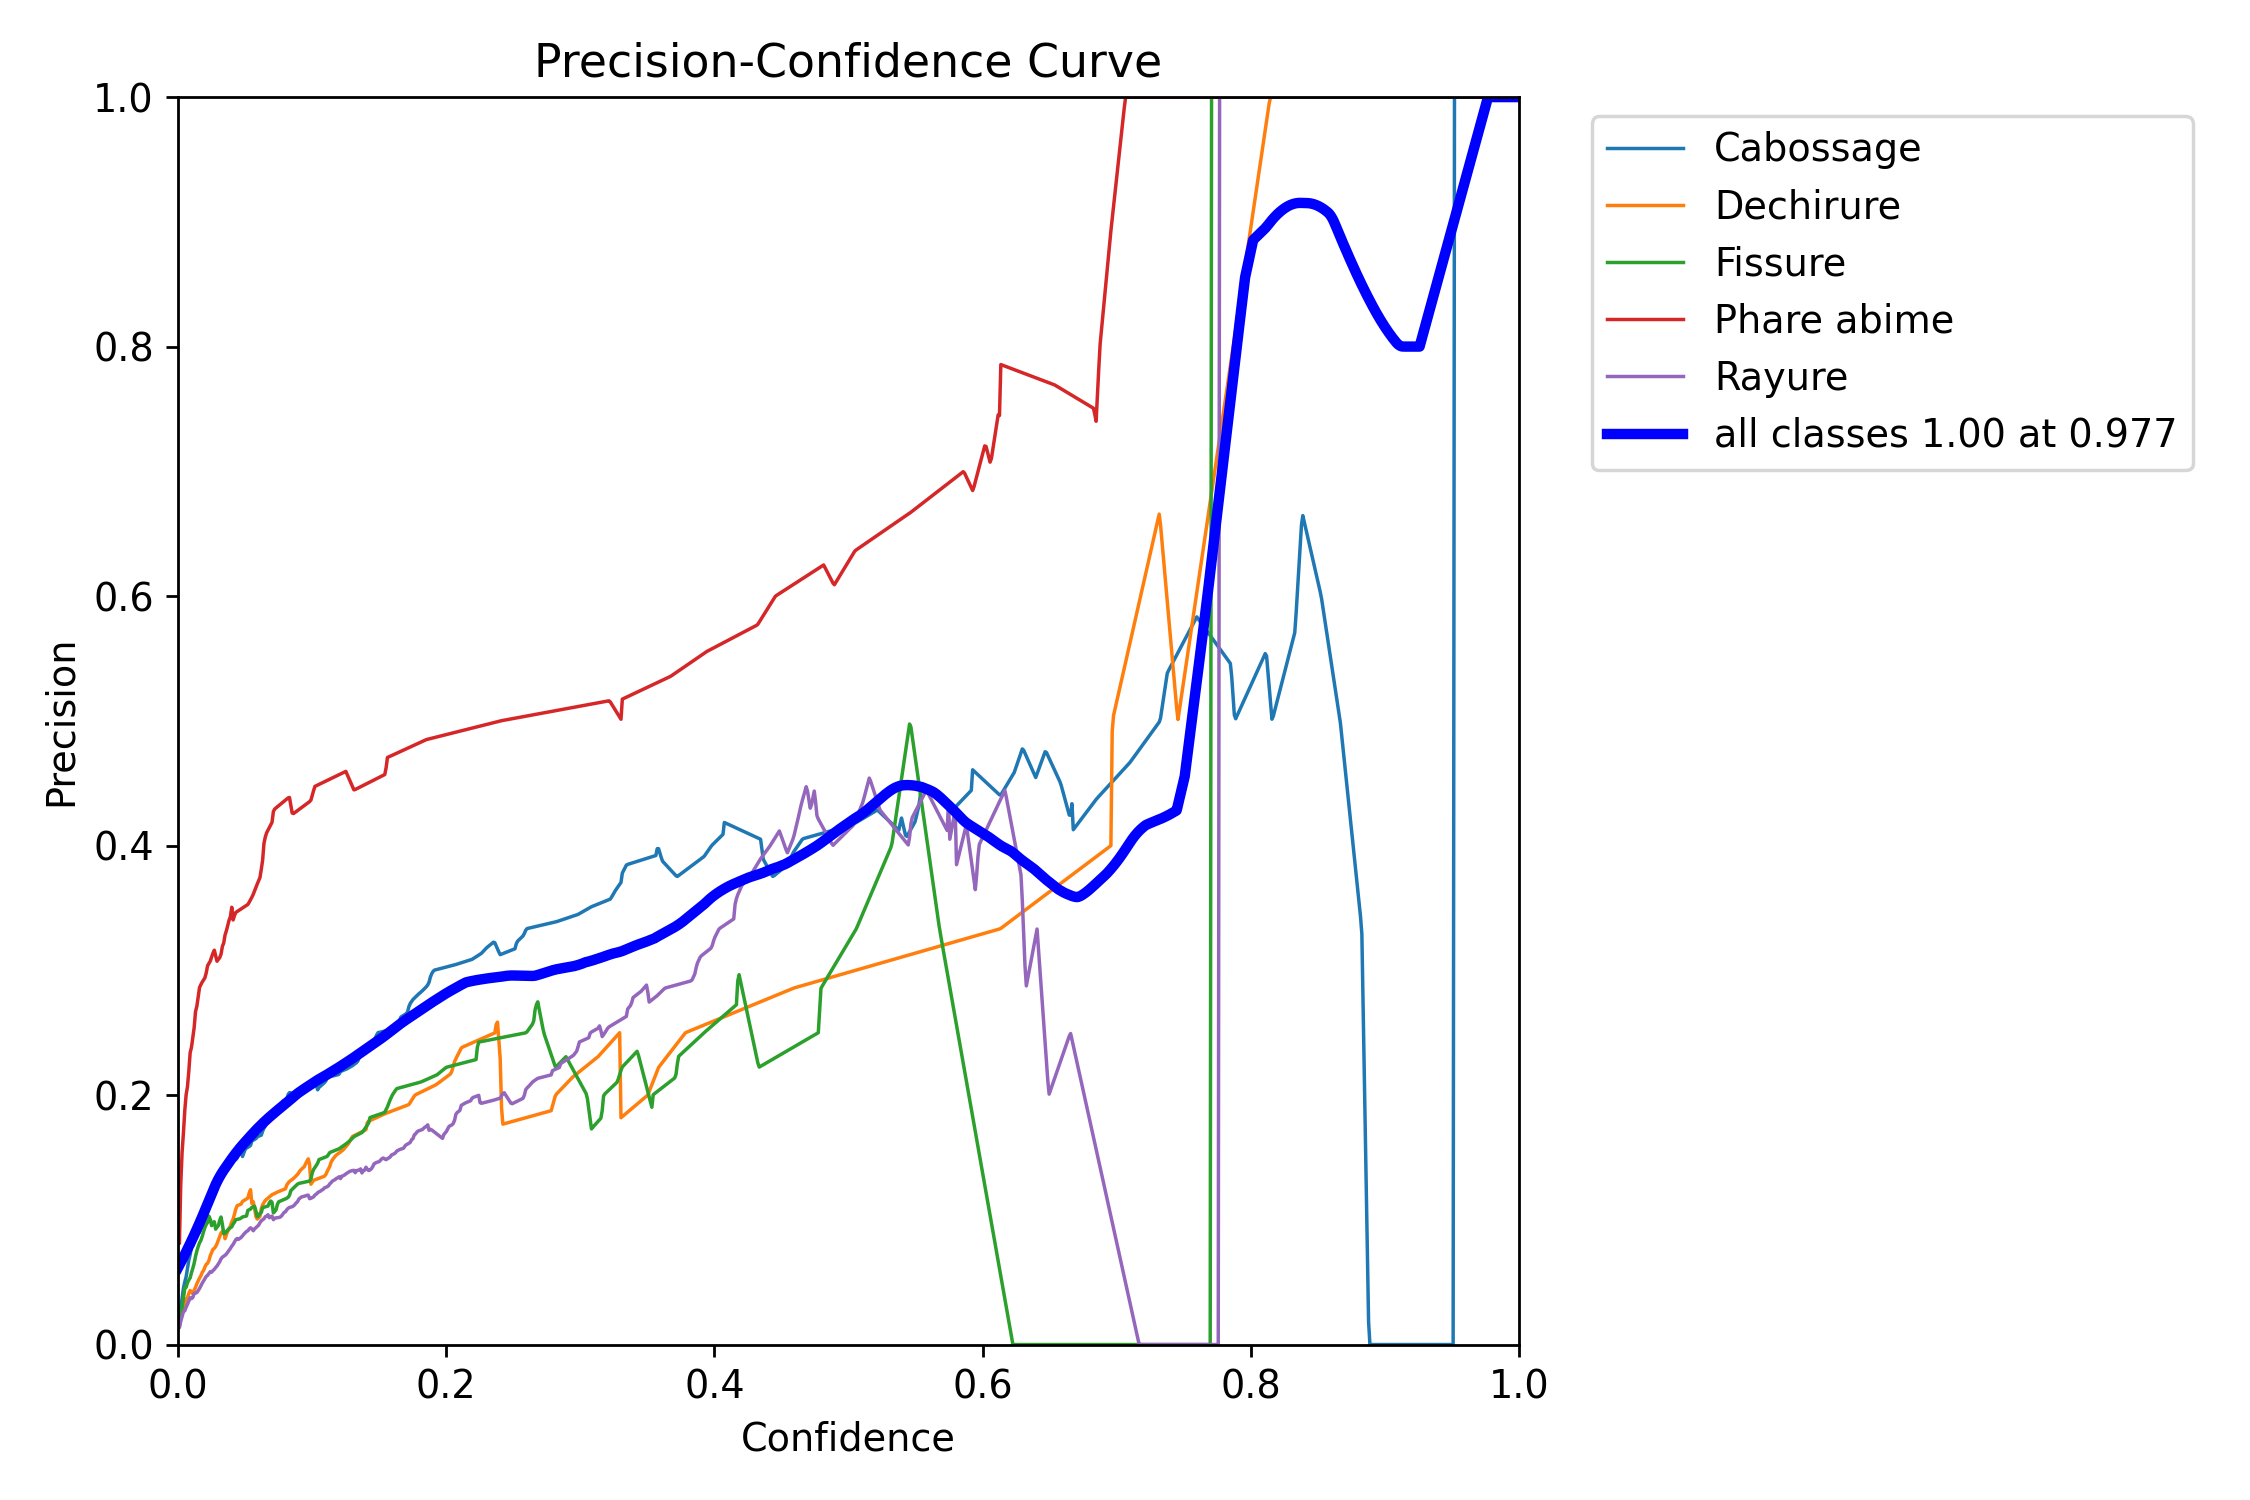 Precision-Confidence Curve
1.0
0.8
0.6
0.4
0.2
0.0
Precision
0.0 0.2 0.4 0.6 0.8 1.0
Confidence
Cabossage
Dechirure
Fissure
Phare abime
Rayure
all classes 1.00 at 0.977